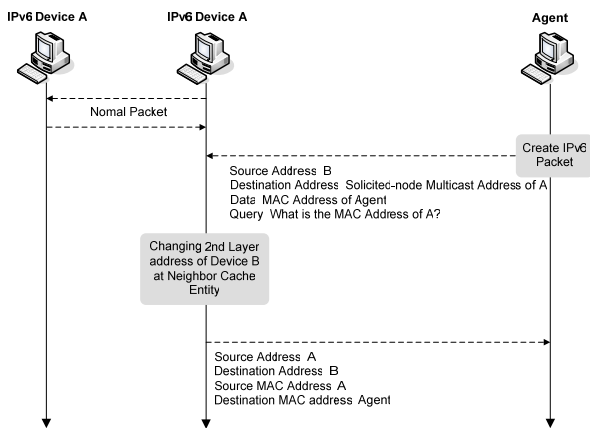 IPv6 Device A
IPv6 Device A
Agent
Nomal Packet
Create IPv6
Packet
Source Address B
Destination Address Solicited-node Multicast Address of A
Data MAC Address of Agent
Query What is the MAC Address of A?
Changing 2nd Layer
address of Device B
at Neighbor Cache
Entity
Source Address A
Destination Address B
Source MAC Address A
Destination MAC address Agent